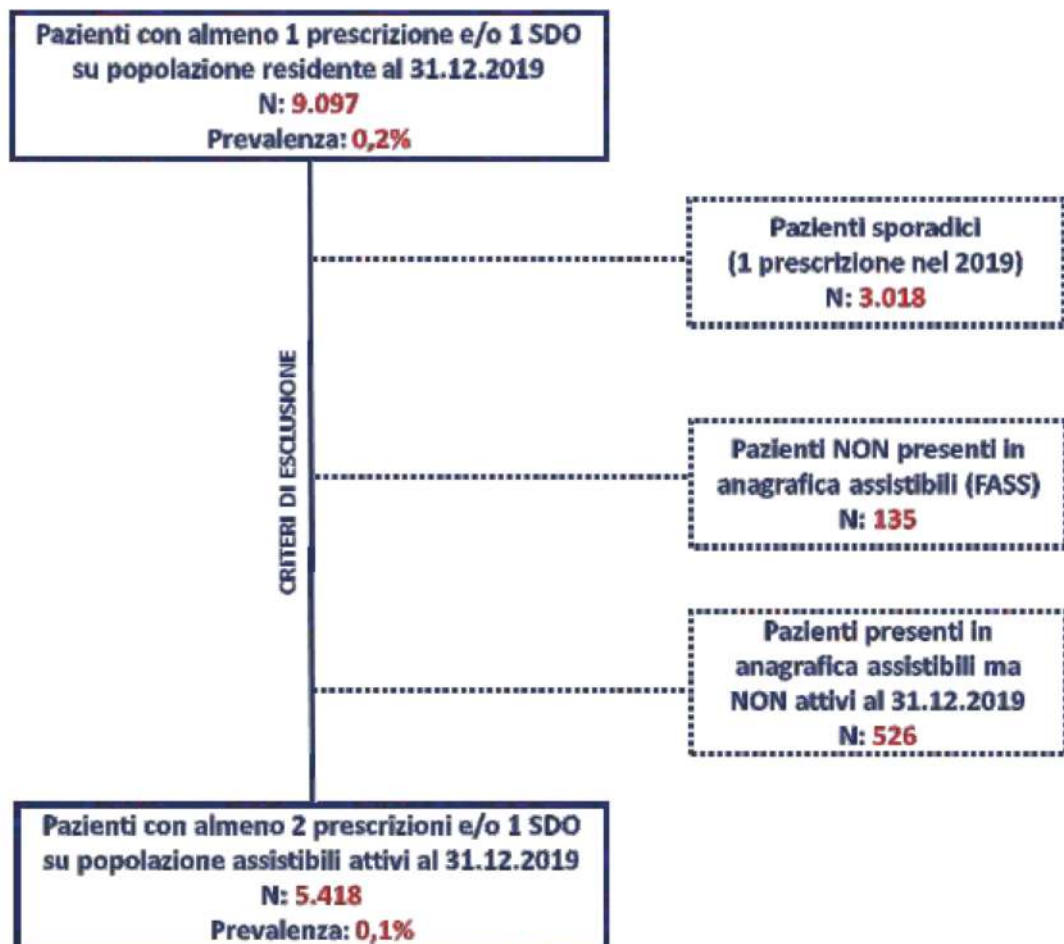 Pazienti con almeno 1 prescrizione e/o 1 SDO
su popolazione residente al 31.12.2019
N: 9.097
Prevalenza: 0,2%
Pazienti sporadici
(1 prescrizione nel 2019)
N: 3.018
CRITERI DI ESCLUSIONE
Pazienti NON presenti in
anagrafica assistibili (FASS)
N: 135
Pazienti presenti in
anagrafica assistibili ma
NON attivi al 31.12.2019
N: 526
Pazienti con almeno 2 prescrizioni e/o 1 SDO
su popolazione assistibili attivi al 31.12.2019
N: 5.418
Prevalenza: 0,1%